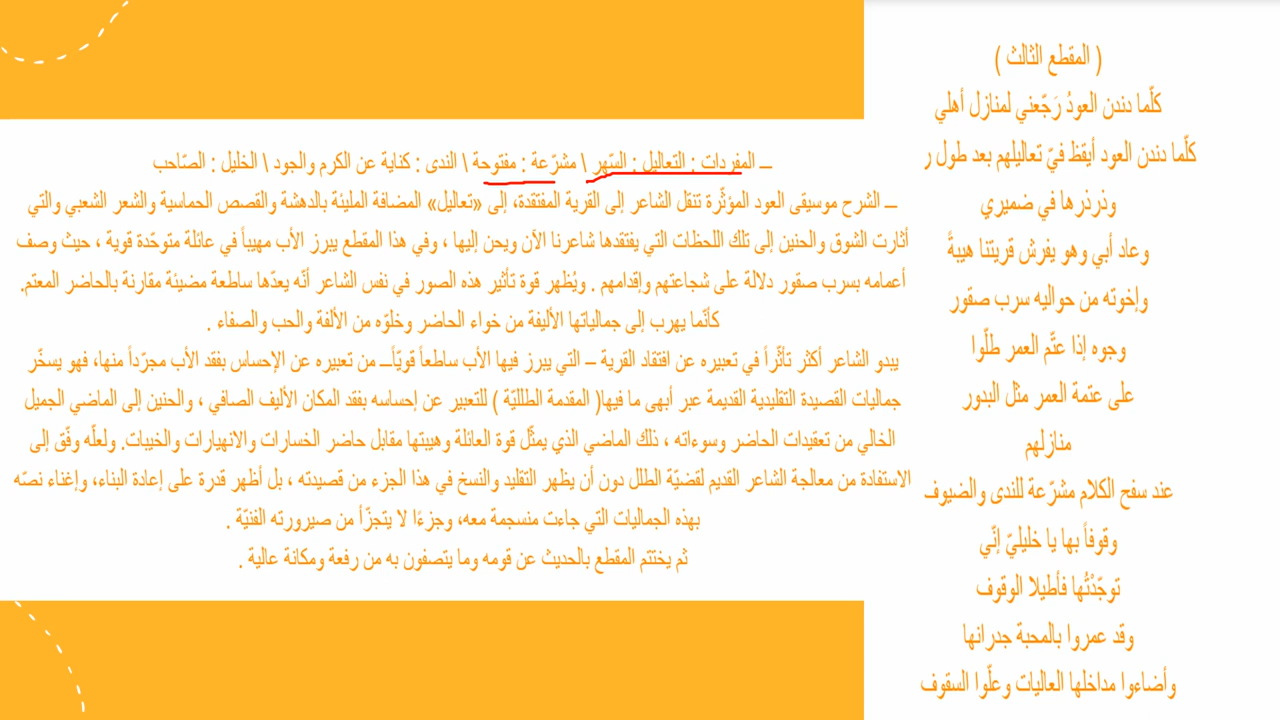 ( المقطع الثالث )
كلّما دندن العودُ رَجّعني لمنازل أهلي
كلّما دندن العود أيقظ فيّ تعاليلهم بعد طول ر
وذرذرها في ضميري
وعاد أبي وهو يفرش قريتنا هيبةً
وإخوته من حواليه سرب صقور
وجوه إذا عتّم العمر طلّوا
على عتمة العمر مثل البدور
منازلهم
عند سفح الكلام مشرّعة للندى والضيوف
وقوفاً بها يا خليليّ إنّي
توجّدْتُها فأطيلا الوقوف
وقد عمروا بالمحبة جدرانها
وأضاءوا مداخلها العاليات وعلّوا السقوف
ــ المفردات : التعاليل : السّهر \ مشرّعة : مفتوحة \ الندى : كناية عن الكرم والجود \ الخليل : الصّاحب
ــ الشرح موسيقى العود المؤثّرة تنقل الشاعر إلى القرية المفتقدة، إلى «تعاليل» المضافة المليئة بالدهشة والقصص الحماسية والشعر الشعبي والتي
أثارت الشوق والحنين إلى تلك اللحظات التي يفتقدها شاعرنا الآن ويحن إليها ، وفي هذا المقطع يبرز الأب مهيباً في عائلة متوحّدة قوية ، حيث وصف
أعمامه بسرب صقور دلالة على شجاعتهم وإقدامهم . ويُظهر قوة تأثير هذه الصور في نفس الشاعر أنّه يعدّها ساطعة مضيئة مقارنة بالحاضر المعتم.
كأنّما يهرب إلى جمالياتها الأليفة من خواء الحاضر وخلوّه من الألفة والحب والصفاء .
يبدو الشاعر أكثر تأثّراً في تعبيره عن افتقاد القرية – التي يبرز فيها الأب ساطعاً قويّاًــ من تعبيره عن الإحساس بفقد الأب مجرّداً منها، فهو يسخّر
جماليات القصيدة التقليدية القديمة عبر أبهى ما فيها( المقدمة الطلليّة ) للتعبير عن إحساسه بفقد المكان الأليف الصافي ، والحنين إلى الماضي الجميل
الخالي من تعقيدات الحاضر وسوءاته ، ذلك الماضي الذي يمثّل قوة العائلة وهيبتها مقابل حاضر الخسارات والانهيارات والخيبات. ولعلّه وفّق إلى
الاستفادة من معالجة الشاعر القديم لقضيّة الطلل دون أن يظهر التقليد والنسخ في هذا الجزء من قصيدته ، بل أظهر قدرة على إعادة البناء، وإغناء نصّه
بهذه الجماليات التي جاءت منسجمة معه، وجزءًا لا يتجزّأ من صيرورته الفنيّة .
ثم يختتم المقطع بالحديث عن قومه وما يتصفون به من رفعة ومكانة عالية .